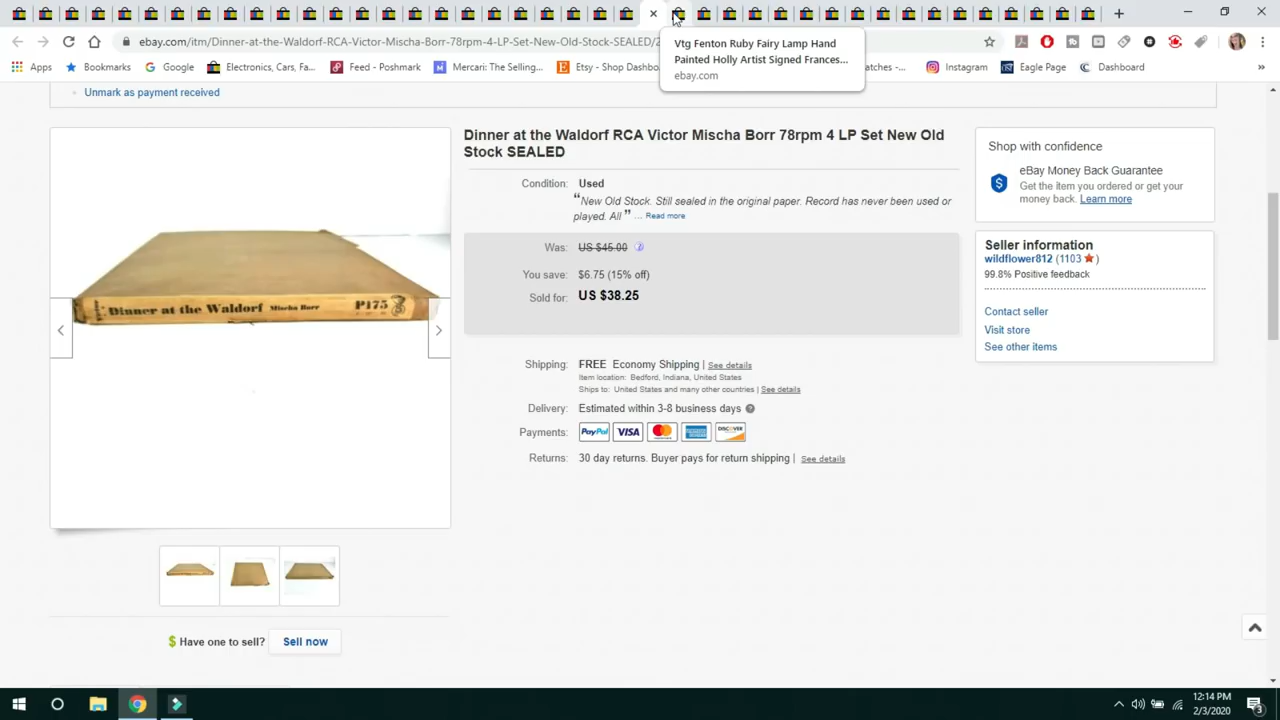 ebay.com/itm/Dinner-at-the-Waldorf-RCA-Victor-Mischa-Borr-78rpm-4-LP-Set-New-Old-Stock-SEALED/2
Vtg Fenton Ruby Fairy Lamp Hand
Painted Holly Artist Signed Frances...
ebay.com
Apps
Bookmarks
Google
Electronics, Cars, Fa...
Feed - Poshmark
Mercari: The Selling...
Etsy - Shop Dashbo
atches -...
Instagram
Eagle Page
Dashboard
»
Unmark as payment received
Dinner at the Waldorf RCA Victor Mischa Borr 78rpm 4 LP Set New Old
Stock SEALED
Condition: Used
“New Old Stock. Still sealed in the original paper. Record has never been used or
played. All ” ... Read more
Was: US $45.00
You save: $6.75 (15% off)
Sold for: US $38.25
Shipping: FREE Economy Shipping | See details
Item location: Bedford, Indiana, United States
Ships to: United States and many other countries | See details
Delivery: Estimated within 3-8 business days
Payments: PayPal VISA MasterCard AMERICAN EXPRESS DISCOVER
Returns: 30 day returns. Buyer pays for return shipping | See details
Shop with confidence
eBay Money Back Guarantee
Get the item you ordered or get your
money back. Learn more
Seller information
wildflower812 (1103 ★)
99.8% Positive feedback
Contact seller
Visit store
See other items
Dinner at the Waldorf Mischa Borr P175
Have one to sell? Sell now
12:14 PM
2/3/2020
3